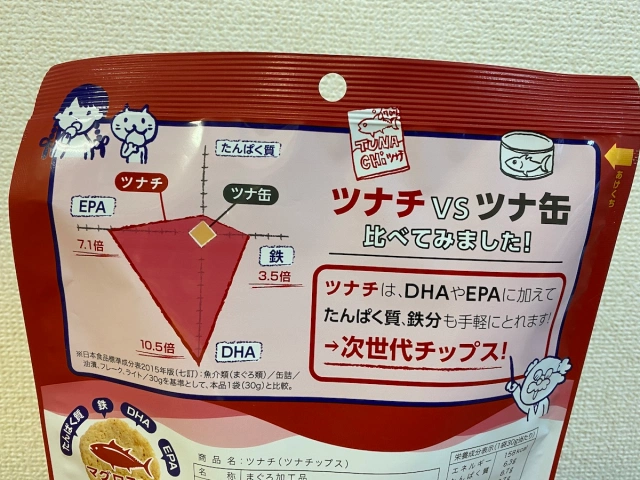 TUNA
CHiップ
あけくち
たんぱく質
ツナチ
ツナ缶
EPA
7.1倍
鉄
3.5倍
10.5倍
DHA
ツナチ VS ツナ缶
比べてみました!
ツナチは、DHAやEPAに加えて
たんぱく質、鉄分も手軽にとれます!
→次世代チップス!
※日本食品標準成分表2015年版(七訂):魚介類(まぐろ類)/缶詰/
油漬、フレーク、ライト/30gを基準として、本品1袋(30g)と比較。
たんぱく質
鉄
DHA
EPA
マグロ
商品名:ツナチ(ツナチップス)
名称 まぐろ加工品
栄養成分表示(1袋30g当たり)
エネルギー 158kcal
たんぱく質